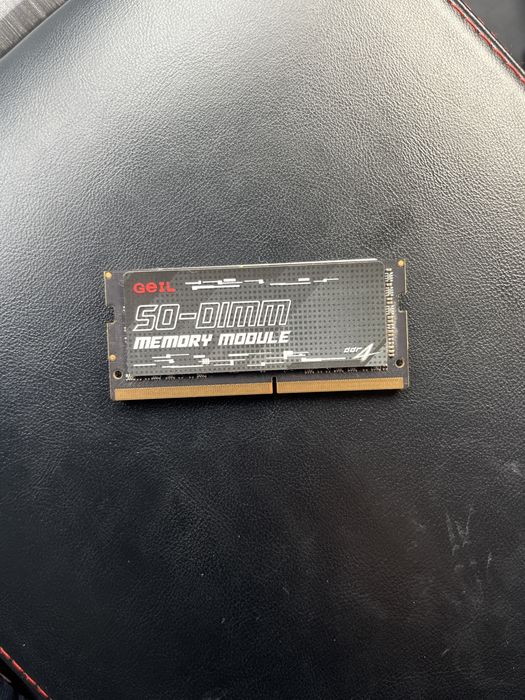 GeIL
SO-DIMM
MEMORY MODULE
DDR4